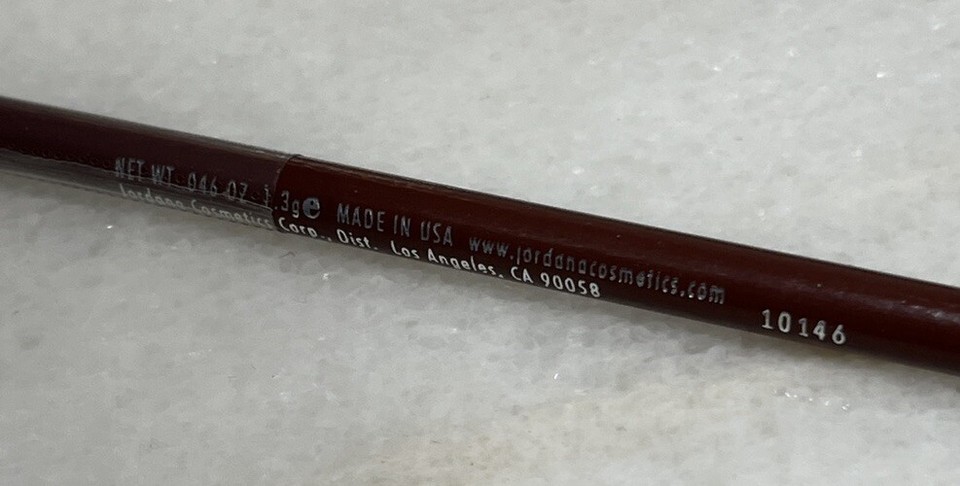 NET WT .046 OZ. 1.3g℮ MADE IN USA www.jordanacosmetics.com
Jordana Cosmetics Corp., Dist. Los Angeles, CA 90058
10146